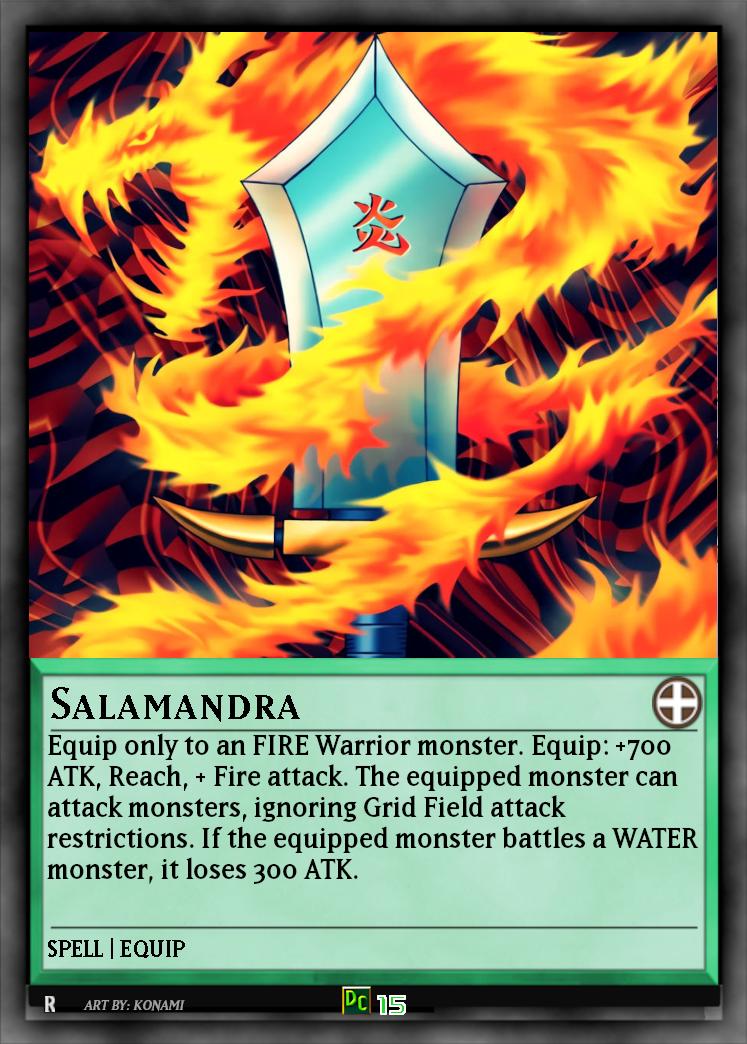 炎
SALAMANDRA
Equip only to an FIRE Warrior monster. Equip: +700
ATK, Reach, + Fire attack. The equipped monster can
attack monsters, ignoring Grid Field attack
restrictions. If the equipped monster battles a WATER
monster, it loses 300 ATK.
SPELL | EQUIP
R ART BY: KONAMI DC 15